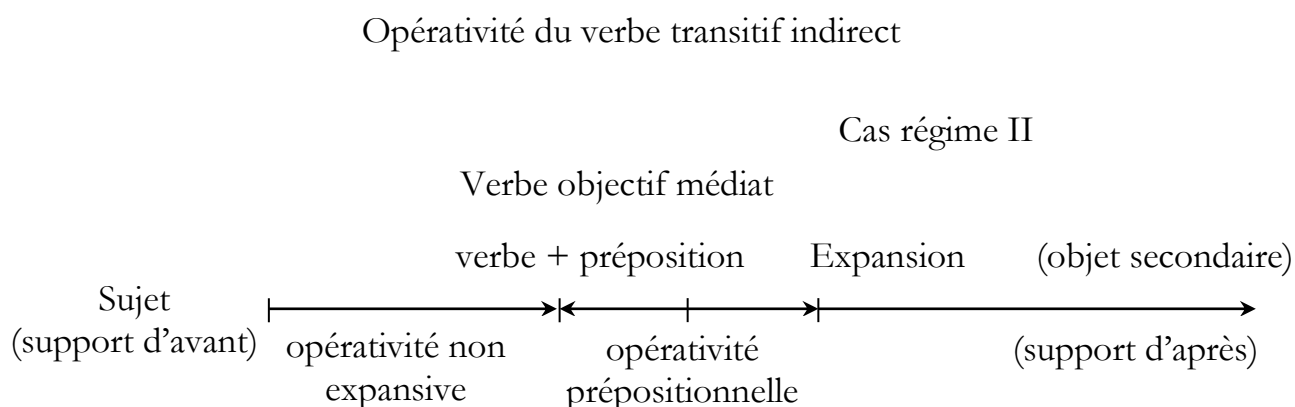 Opérativité du verbe transitif indirect
Cas régime II
Verbe objectif médiat
verbe + préposition Expansion (objet secondaire)
Sujet
(support d'avant)
opérativité non
expansive
opérativité
prépositionnelle
(support d'après)